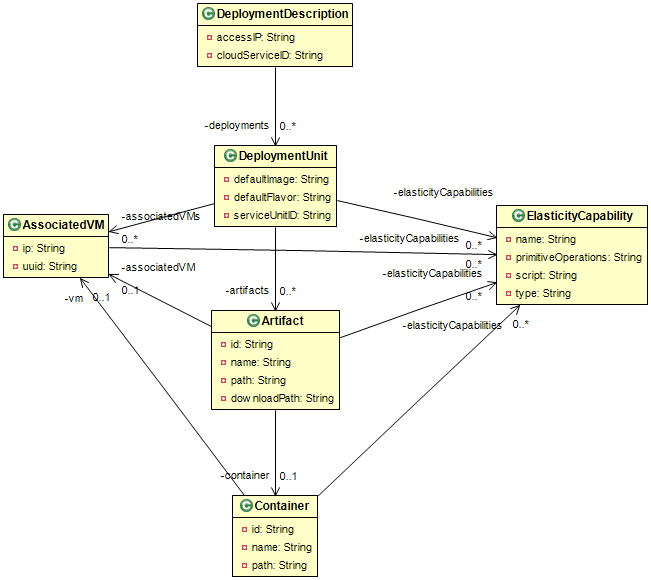 C DeploymentDescription
accessIP: String
cloudServiceID: String
-deployments 0..*
C DeploymentUnit
defaultImage: String
defaultFlavor: String
serviceUnitID: String
-elasticityCapabilities
-associatedVMs
C AssociatedVM
ip: String
uuid: String
C ElasticityCapability
name: String
primitiveOperations: String
script: String
type: String
0..*
-elasticityCapabilities 0..*
0..*
-associatedVM
-elasticityCapabilities
-artifacts 0..*
-vm 0..1
0..1
0..*
-elasticityCapabilities 0..*
C Artifact
id: String
name: String
path: String
downloadPath: String
-container 0..1
C Container
id: String
name: String
path: String